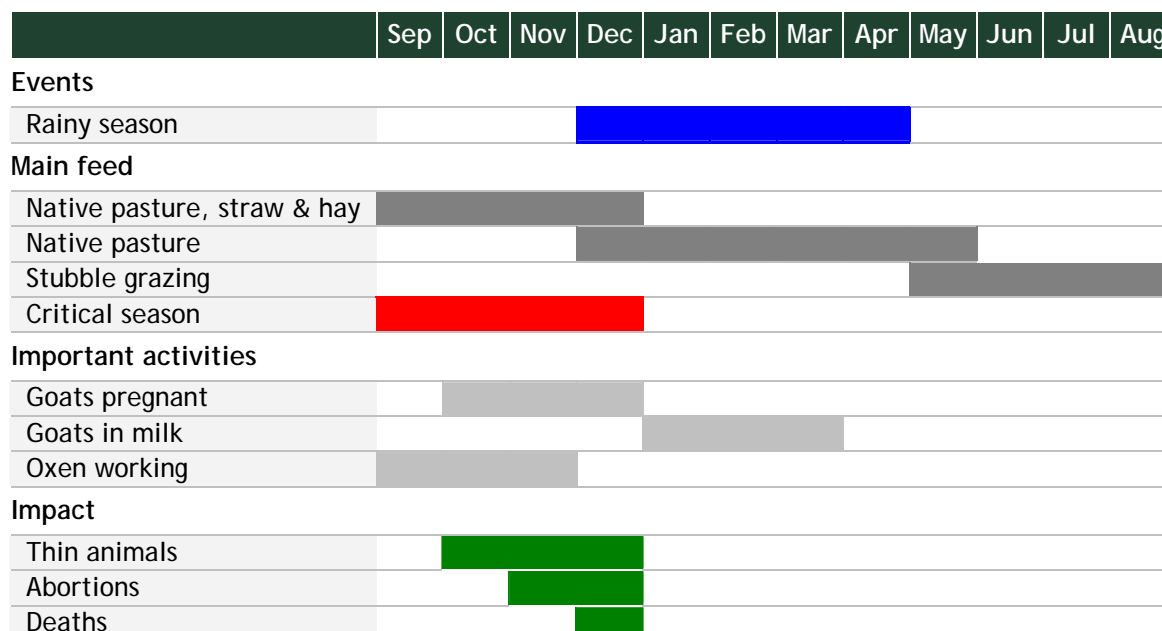 Sep Oct Nov Dec Jan Feb Mar Apr May Jun Jul Aug
Events
Rainy season
Main feed
Native pasture, straw & hay
Native pasture
Stubble grazing
Critical season
Important activities
Goats pregnant
Goats in milk
Oxen working
Impact
Thin animals
Abortions
Deaths